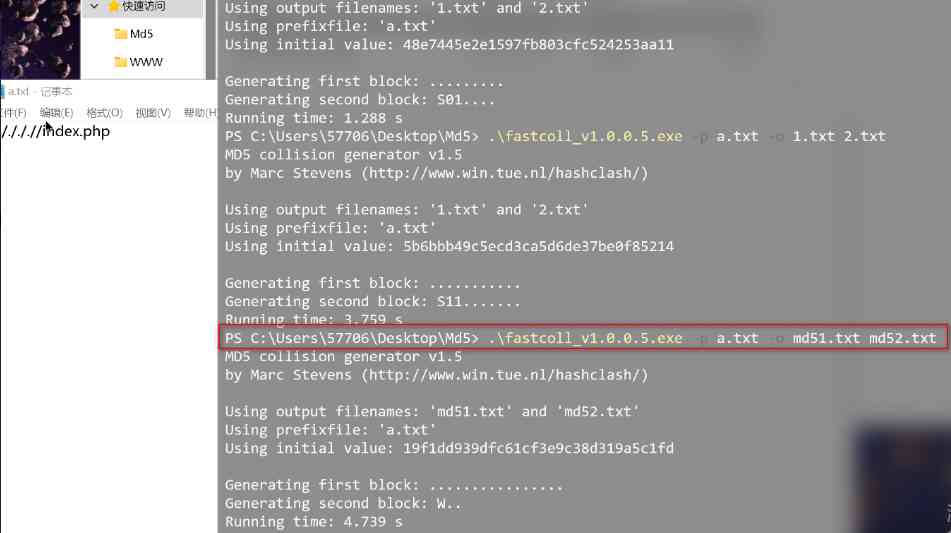 快速访问
Md5
WWW
a.txt - 记事本
件(F) 编辑(E) 格式(O) 视图(V) 帮助(H)
/./././/index.php
Using output filenames: '1.txt' and '2.txt'
Using prefixfile: 'a.txt'
Using initial value: 48e7445e2e1597fb803cfc524253aa11
Generating first block: .........
Generating second block: S01....
Running time: 1.288 s
PS C:\Users\57706\Desktop\Md5> .\fastcoll_v1.0.0.5.exe -p a.txt -o 1.txt 2.txt
MD5 collision generator v1.5
by Marc Stevens (http://www.win.tue.nl/hashclash/)
Using output filenames: '1.txt' and '2.txt'
Using prefixfile: 'a.txt'
Using initial value: 5b6bbb49c5ecd3ca5d6de37be0f85214
Generating first block: ...........
Generating second block: S11.......
Running time: 3.759 s
PS C:\Users\57706\Desktop\Md5> .\fastcoll_v1.0.0.5.exe -p a.txt -o md51.txt md52.txt
MD5 collision generator v1.5
by Marc Stevens (http://www.win.tue.nl/hashclash/)
Using output filenames: 'md51.txt' and 'md52.txt'
Using prefixfile: 'a.txt'
Using initial value: 19f1dd939dfc61cf3e9c38d319a5c1fd
Generating first block: ................
Generating second block: W..
Running time: 4.739 s